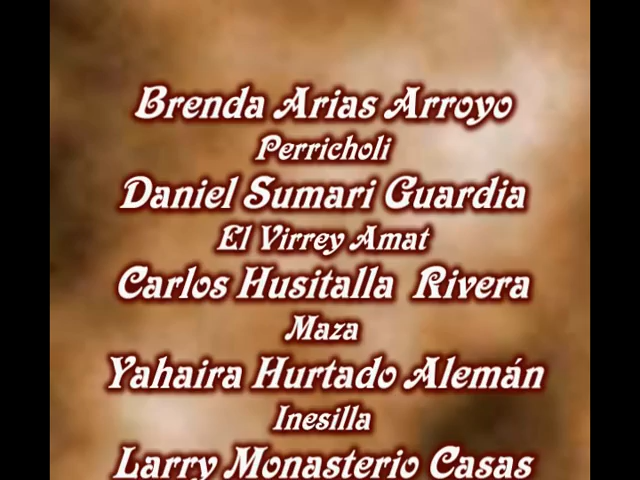 Brenda Arias Arroyo
Perricholi
Daniel Sumari Guardia
El Virrey Amat
Carlos Husitalla Rivera
Maza
Yahaira Hurtado Alemán
Inesilla
Larry Monasterio Casas